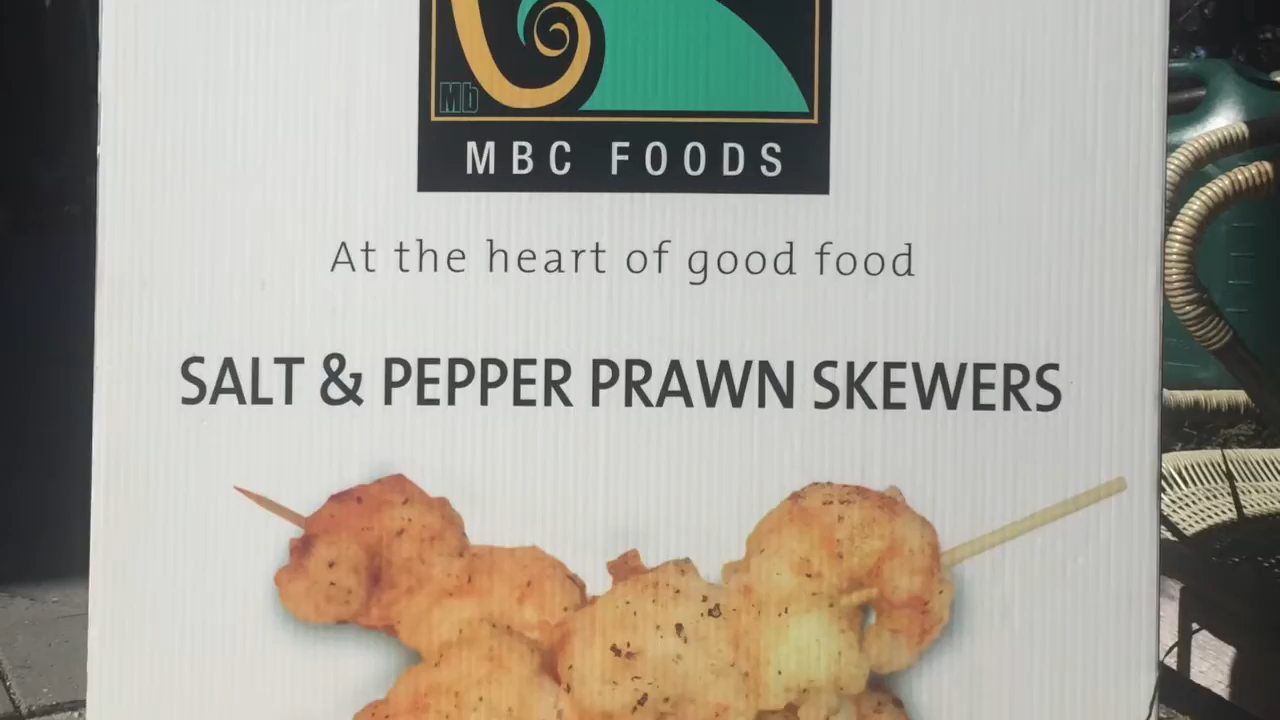 Mb
MBC FOODS
At the heart of good food
SALT & PEPPER PRAWN SKEWERS